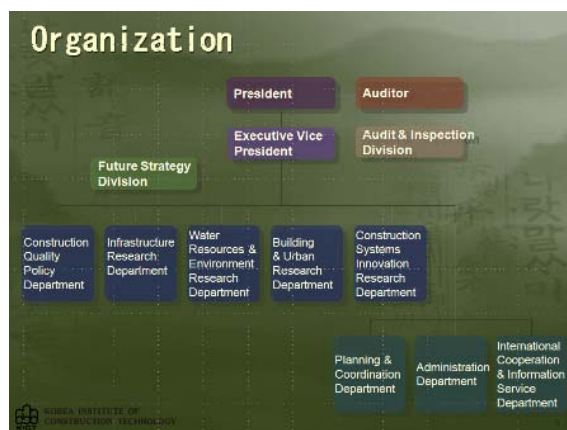 Organization
President
Auditor
Executive Vice
President
Audit & Inspection
Division
Future Strategy
Division
Construction
Quality
Policy
Department
Infrastructure
Research
Department
Water
Resources &
Environment
Research
Department
Building
& Urban
Research
Department
Construction
Systems
Innovation
Research
Department
Planning &
Coordination
Department
Administration
Department
International
Cooperation
& Information
Service
Department
KOREA INSTITUTE OF
CONSTRUCTION TECHNOLOGY